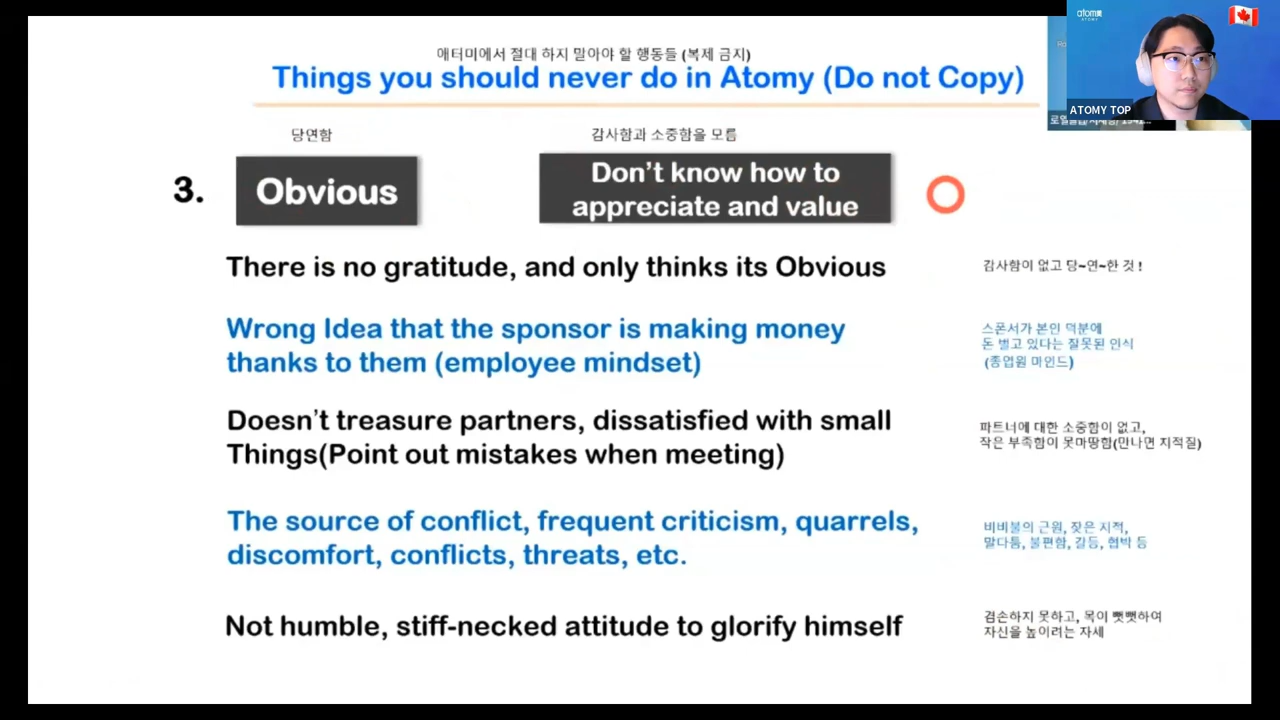 애터미에서 절대 하지 말아야 할 행동들 (복제 금지)
Things you should never do in Atomy (Do not Copy)
atom美
ATOMY
ATOMY TOP
당연함
감사함과 소중함을 모름
3.
Obvious
Don’t know how to
appreciate and value
There is no gratitude, and only thinks its Obvious
감사함이 없고 당~연~한 것 !
Wrong Idea that the sponsor is making money
thanks to them (employee mindset)
스폰서가 본인 덕분에
돈 벌고 있다는 잘못된 인식
(종업원 마인드)
Doesn’t treasure partners, dissatisfied with small
Things(Point out mistakes when meeting)
파트너에 대한 소중함이 없고,
작은 부족함이 못마땅함(만나면 지적질)
The source of conflict, frequent criticism, quarrels,
discomfort, conflicts, threats, etc.
비비불의 근원, 잦은 지적,
말다툼, 불편함, 갈등, 협박 등
Not humble, stiff-necked attitude to glorify himself
겸손하지 못하고, 목이 뻣뻣하여
자신을 높이려는 자세